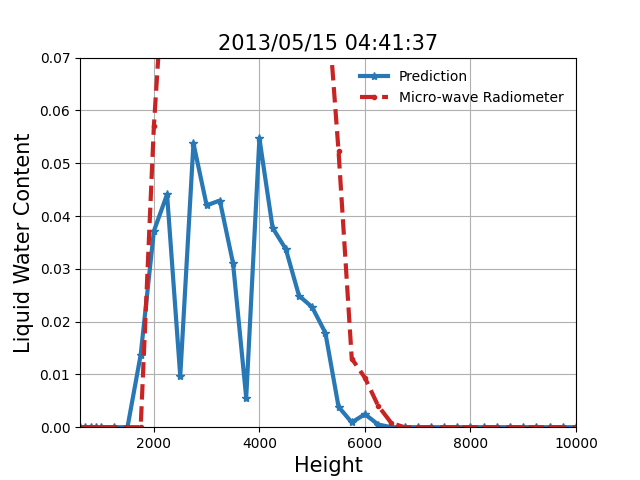 2013/05/15 04:41:37
Prediction
Micro-wave Radiometer
Liquid Water Content
0.07
0.06
0.05
0.04
0.03
0.02
0.01
0.00
2000 4000 6000 8000 10000
Height